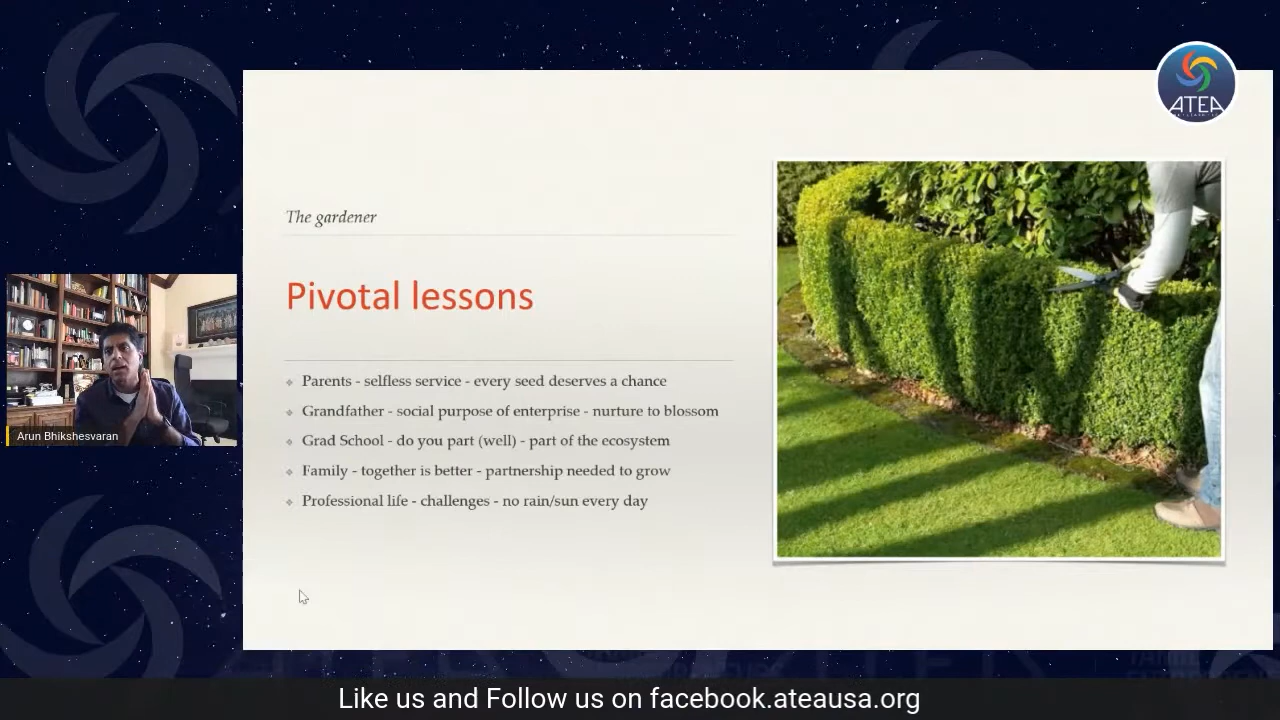 ATEA
The gardener
Pivotal lessons
Parents - selfless service - every seed deserves a chance
Grandfather - social purpose of enterprise - nurture to blossom
Grad School - do you part (well) - part of the ecosystem
Family - together is better - partnership needed to grow
Professional life - challenges - no rain/sun every day
Arun Bhikshesvaran
Like us and Follow us on facebook.ateausa.org